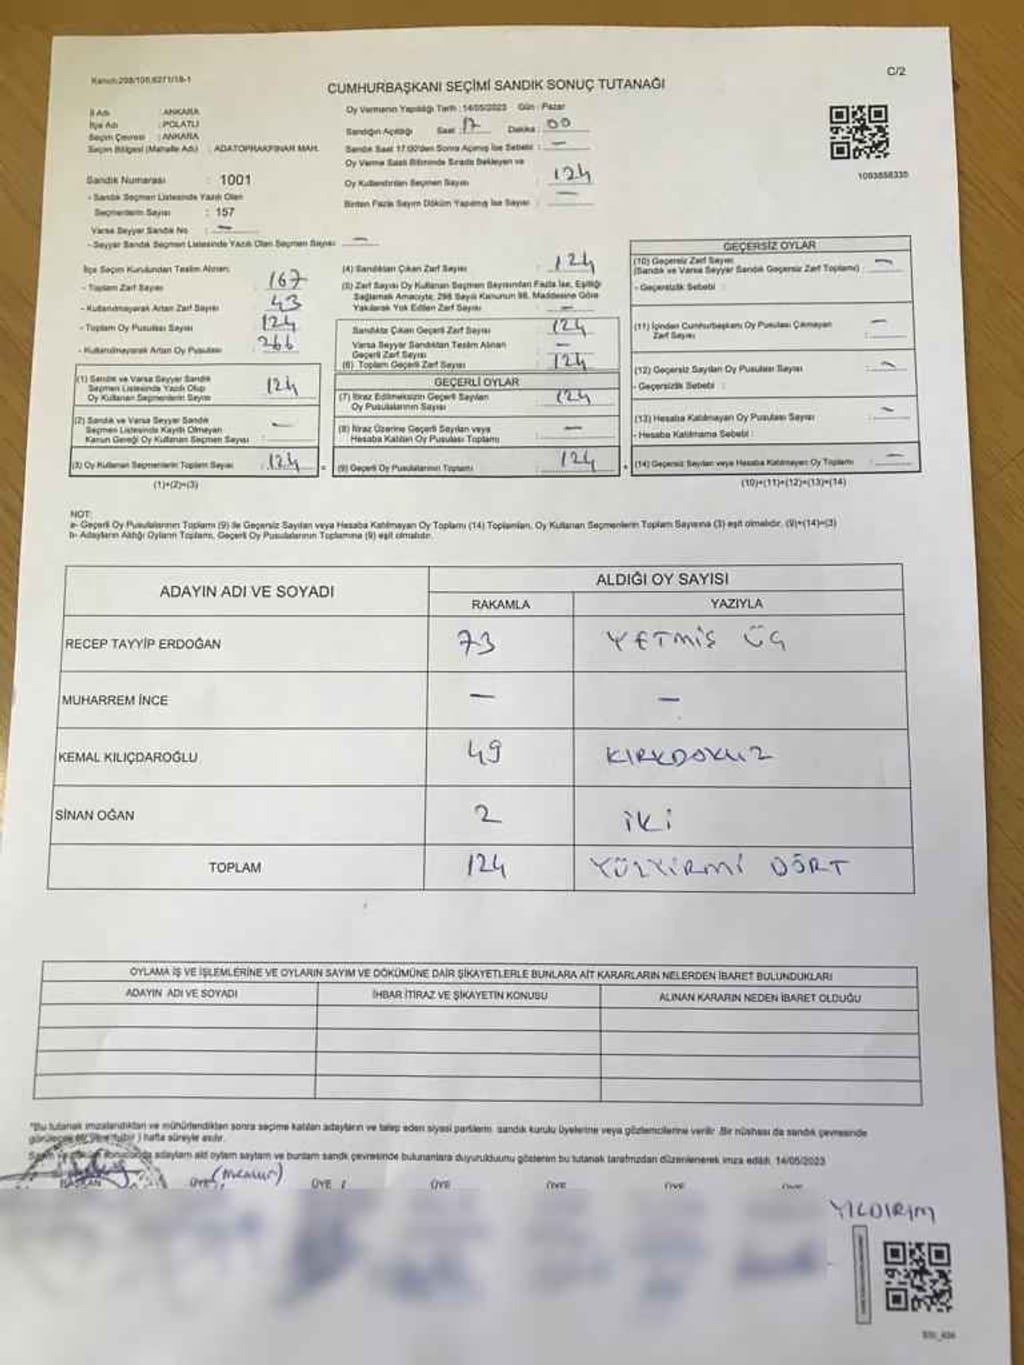 Kanun:298/105,6271/18-1
C/2
CUMHURBAŞKANI SEÇİMİ SANDIK SONUÇ TUTANAĞI
İl Adı : ANKARA
İlçe Adı : POLATLI
Seçim Çevresi : ANKARA
Seçim Bölgesi (Mahalle Adı) : ADATOPRAKPINAR MAH.
Sandık Numarası : 1001
- Sandık Seçmen Listesinde Yazılı Olan
Seçmenlerin Sayısı : 157
Varsa Seyyar Sandık No : —
- Seyyar Sandık Seçmen Listesinde Yazılı Olan Seçmen Sayısı : —
Oy Vermenin Yapıldığı Tarih : 14/05/2023 Gün : Pazar
Sandığın Açıldığı Saat : 17 Dakika : 00
Sandık Saat 17:00'den Sonra Açılmış İse Sebebi : —
Oy Verme Saati Bitiminde Sırada Bekleyen ve
Oy Kullandırılan Seçmen Sayısı : 124
Birden Fazla Sayım Döküm Yapılmış İse Sayısı : —
1093858335
İlçe Seçim Kurulundan Teslim Alınan;
- Toplam Zarf Sayısı : 167
- Kullanılmayarak Artan Zarf Sayısı : 43
- Toplam Oy Pusulası Sayısı : 124
- Kullanılmayarak Artan Oy Pusulası : 266
(1) Sandık ve Varsa Seyyar Sandık
Seçmen Listesinde Yazılı Olup
Oy Kullanan Seçmenlerin Sayısı : 124
(2) Sandık ve Varsa Seyyar Sandık
Seçmen Listesinde Kayıtlı Olmayan
Kanun Gereği Oy Kullanan Seçmen Sayısı : —
(3) Oy Kullanan Seçmenlerin Toplam Sayısı : 124 =
(1)+(2)=(3)
(4) Sandıktan Çıkan Zarf Sayısı : 124
(5) Zarf Sayısı Oy Kullanan Seçmen Sayısından Fazla İse, Eşitliği
Sağlamak Amacıyla; 298 Sayılı Kanunun 98. Maddesine Göre
Yakılarak Yok Edilen Zarf Sayısı : —
Sandıkta Çıkan Geçerli Zarf Sayısı : 124
Varsa Seyyar Sandıktan Teslim Alınan
Geçerli Zarf Sayısı : —
(6) Toplam Geçerli Zarf Sayısı : 124
GEÇERLİ OYLAR
(7) İtiraz Edilmeksizin Geçerli Sayılan
Oy Pusulalarının Sayısı : 124
(8) İtiraz Üzerine Geçerli Sayılan veya
Hesaba Katılan Oy Pusulası Toplamı : —
(9) Geçerli Oy Pusulalarının Toplamı : 124 +
GEÇERSİZ OYLAR
(10) Geçersiz Zarf Sayısı
(Sandık ve Varsa Seyyar Sandık Geçersiz Zarf Toplamı) : —
- Geçersizlik Sebebi :
(11) İçinden Cumhurbaşkanı Oy Pusulası Çıkmayan
Zarf Sayısı : —
(12) Geçersiz Sayılan Oy Pusulası Sayısı : —
- Geçersizlik Sebebi :
(13) Hesaba Katılmayan Oy Pusulası Sayısı : —
- Hesaba Katılmama Sebebi :
(14) Geçersiz Sayılan veya Hesaba Katılmayan Oy Toplamı : —
(10)+(11)+(12)+(13)=(14)
NOT:
a- Geçerli Oy Pusulalarının Toplamı (9) ile Geçersiz Sayılan veya Hesaba Katılmayan Oy Toplamı (14) Toplamları, Oy Kullanan Seçmenlerin Toplam Sayısına (3) eşit olmalıdır. (9)+(14)=(3)
b- Adayların Aldığı Oyların Toplamı, Geçerli Oy Pusulalarının Toplamına (9) eşit olmalıdır.
ADAYIN ADI VE SOYADI
ALDIĞI OY SAYISI
RAKAMLA YAZIYLA
RECEP TAYYİP ERDOĞAN 73 YETMİŞ ÜÇ
MUHARREM İNCE — —
KEMAL KILIÇDAROĞLU 49 KIRKDOKUZ
SİNAN OĞAN 2 İKİ
TOPLAM 124 YÜZYİRMİ DÖRT
OYLAMA İŞ VE İŞLEMLERİNE VE OYLARIN SAYIM VE DÖKÜMÜNE DAİR ŞİKAYETLERLE BUNLARA AİT KARARLARIN NELERDEN İBARET BULUNDUKLARI
ADAYIN ADI VE SOYADI İHBAR İTİRAZ VE ŞİKAYETİN KONUSU ALINAN KARARIN NEDEN İBARET OLDUĞU
*Bu tutanak imzalandıktan ve mühürlendikten sonra seçime katılan adayların ve talep eden siyasi partilerin sandık kurulu üyelerine veya gözlemcilerine verilir. Bir nüshası da sandık çevresinde
görülecek bir yere (bir) hafta süreyle asılır.
adayların aldı oyların sayısını ve bunların sandık çevresinde bulunanlara duyurulduğunu gösteren bu tutanak tarafımızdan düzenlenerek imza edildi. 14/05/2023
BAŞKAN ÜYE (memur) ÜYE ÜYE ÜYE ÜYE ÜYE
YILDIRIM